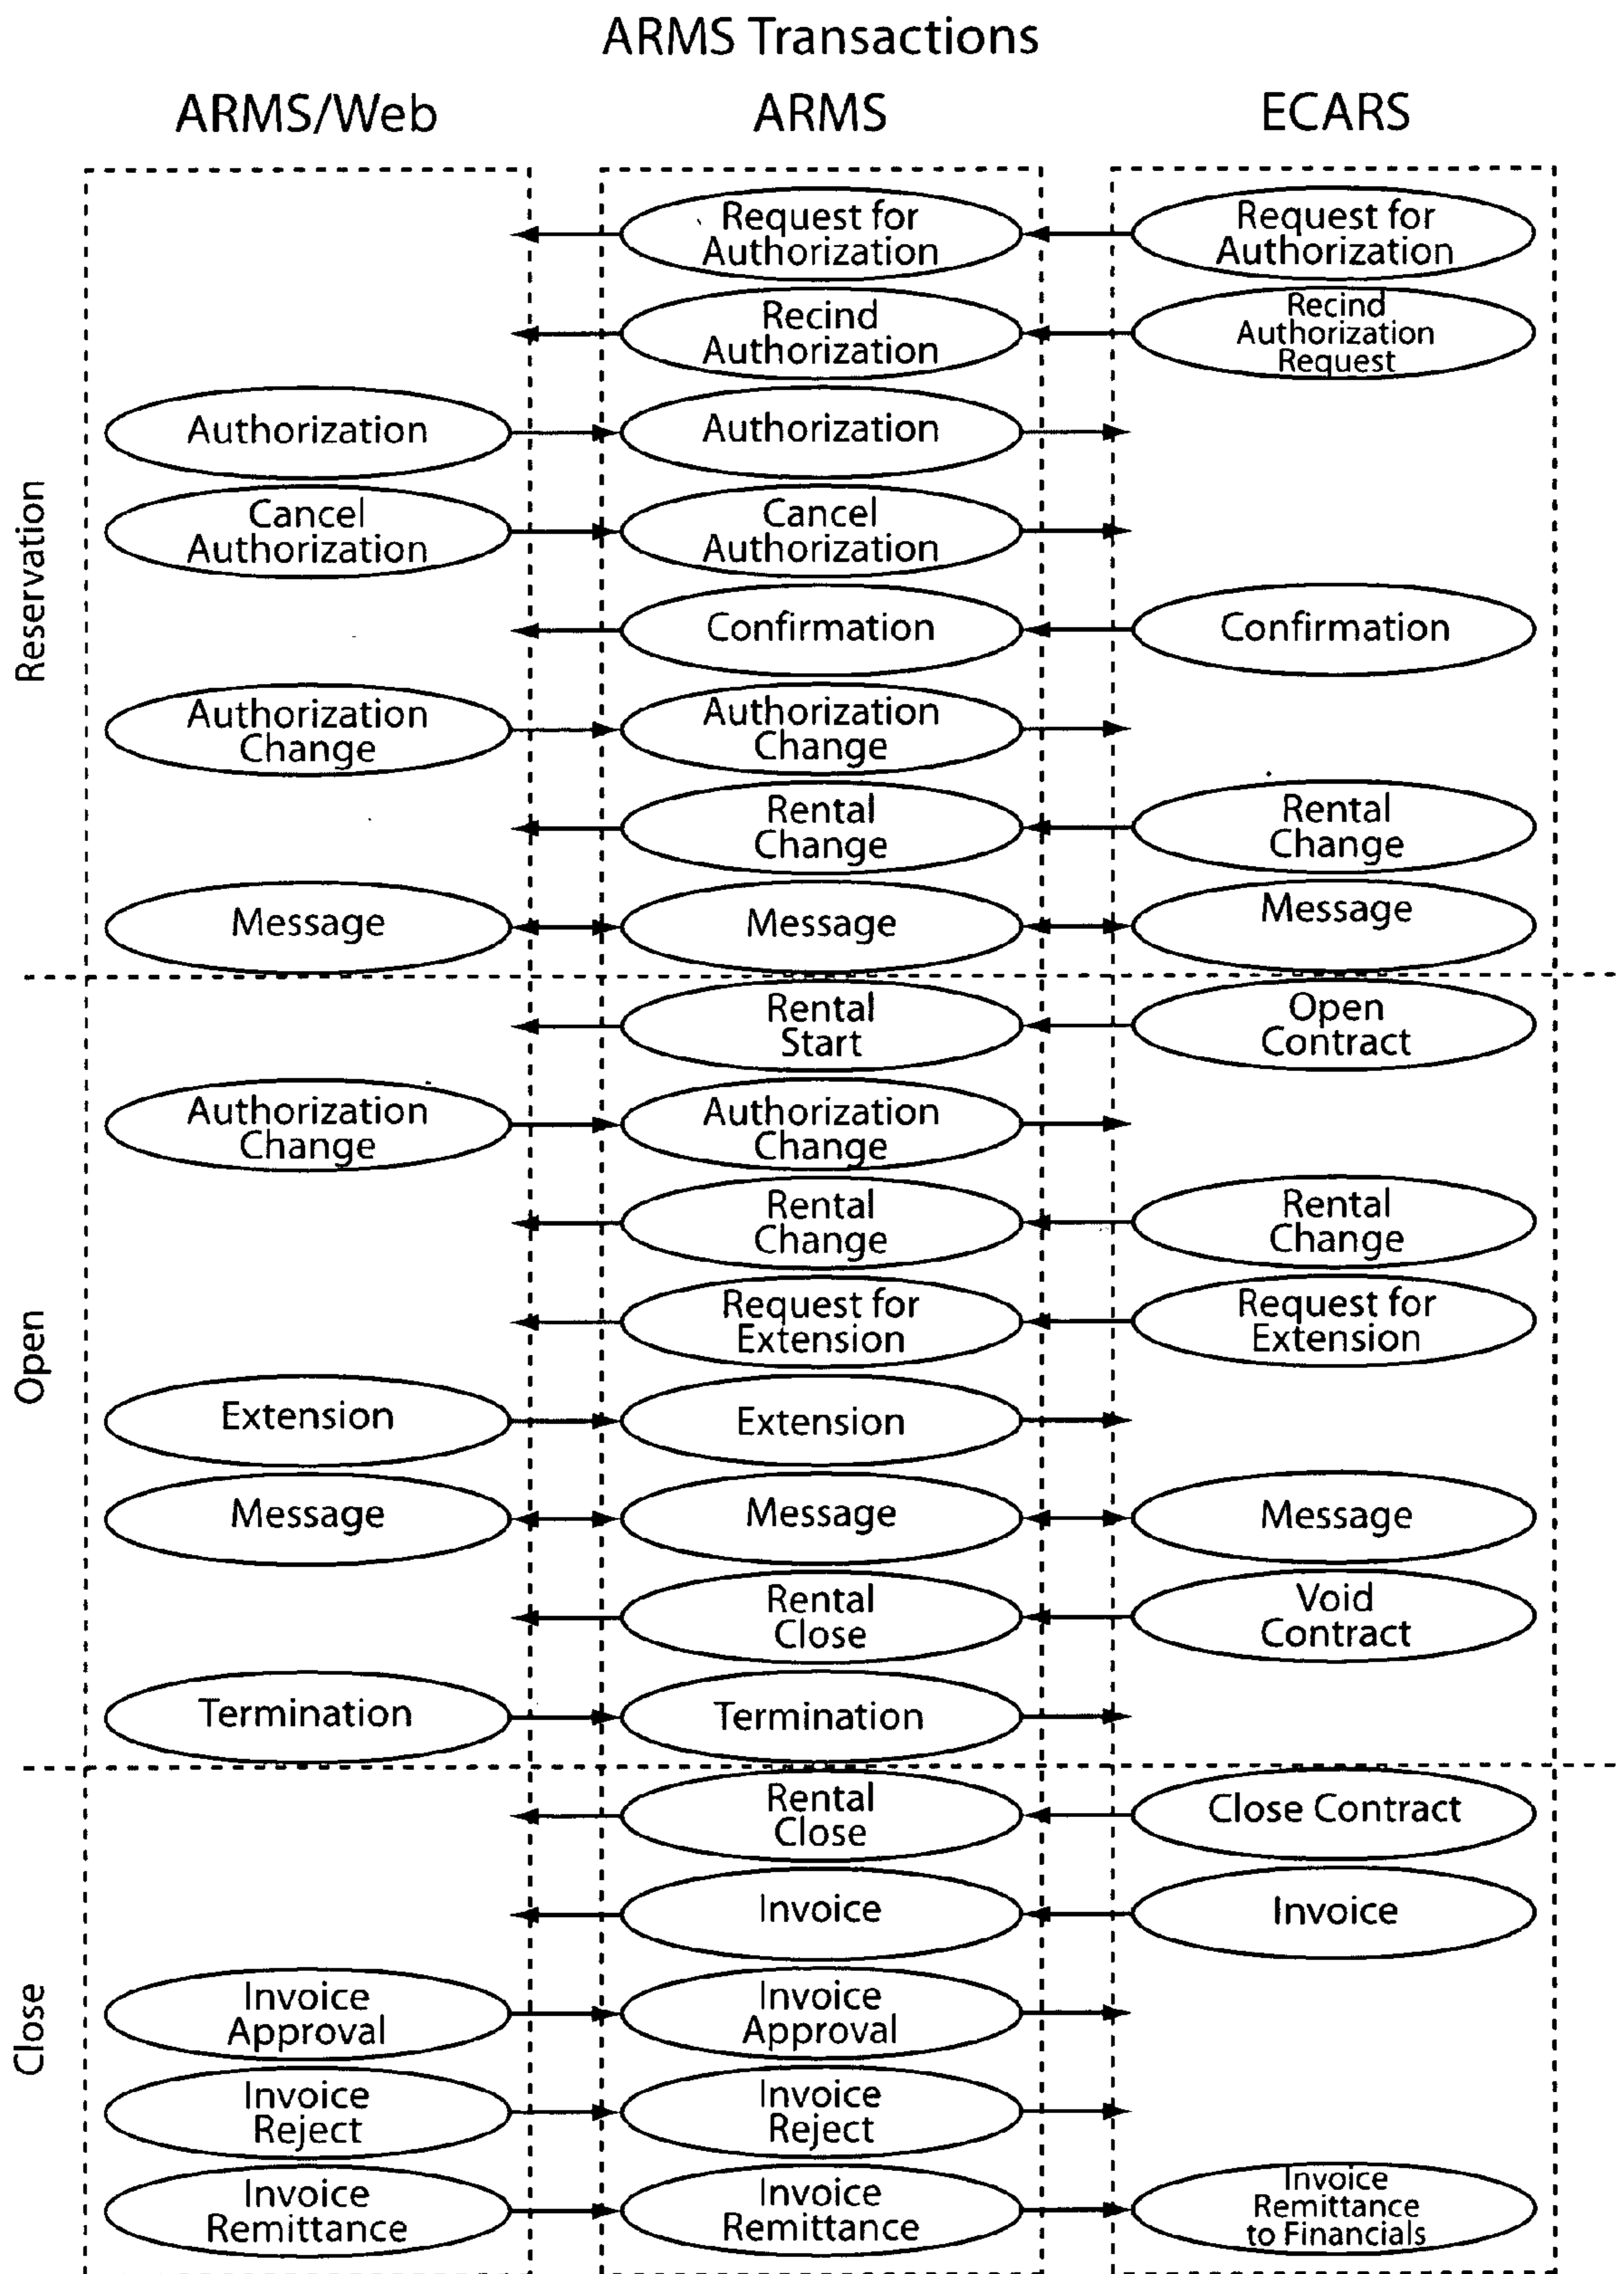 ARMS Transactions
ARMS/Web
ARMS
ECARS
Reservation
Request for
Authorization
Request for
Authorization
Recind
Authorization
Recind
Authorization
Request
Authorization
Authorization
Cancel
Authorization
Cancel
Authorization
Confirmation
Confirmation
Authorization
Change
Authorization
Change
Rental
Change
Rental
Change
Message
Message
Message
Open
Rental
Start
Open
Contract
Authorization
Change
Authorization
Change
Rental
Change
Rental
Change
Request for
Extension
Request for
Extension
Extension
Extension
Message
Message
Message
Rental
Close
Void
Contract
Termination
Termination
Close
Rental
Close
Close Contract
Invoice
Invoice
Invoice
Approval
Invoice
Approval
Invoice
Reject
Invoice
Reject
Invoice
Remittance
Invoice
Remittance
Invoice
Remittance
to Financials